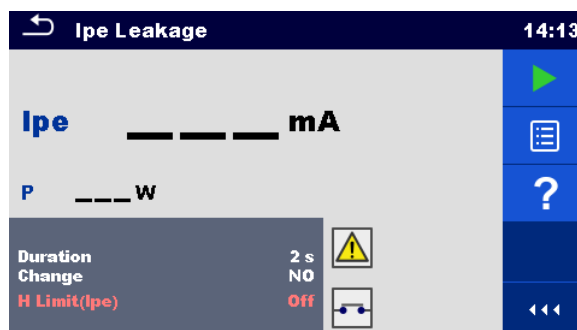 Ipe Leakage 14:13
Ipe ___ mA
P ___ W
Duration 2 s
Change NO
H Limit(Ipe) Off
?